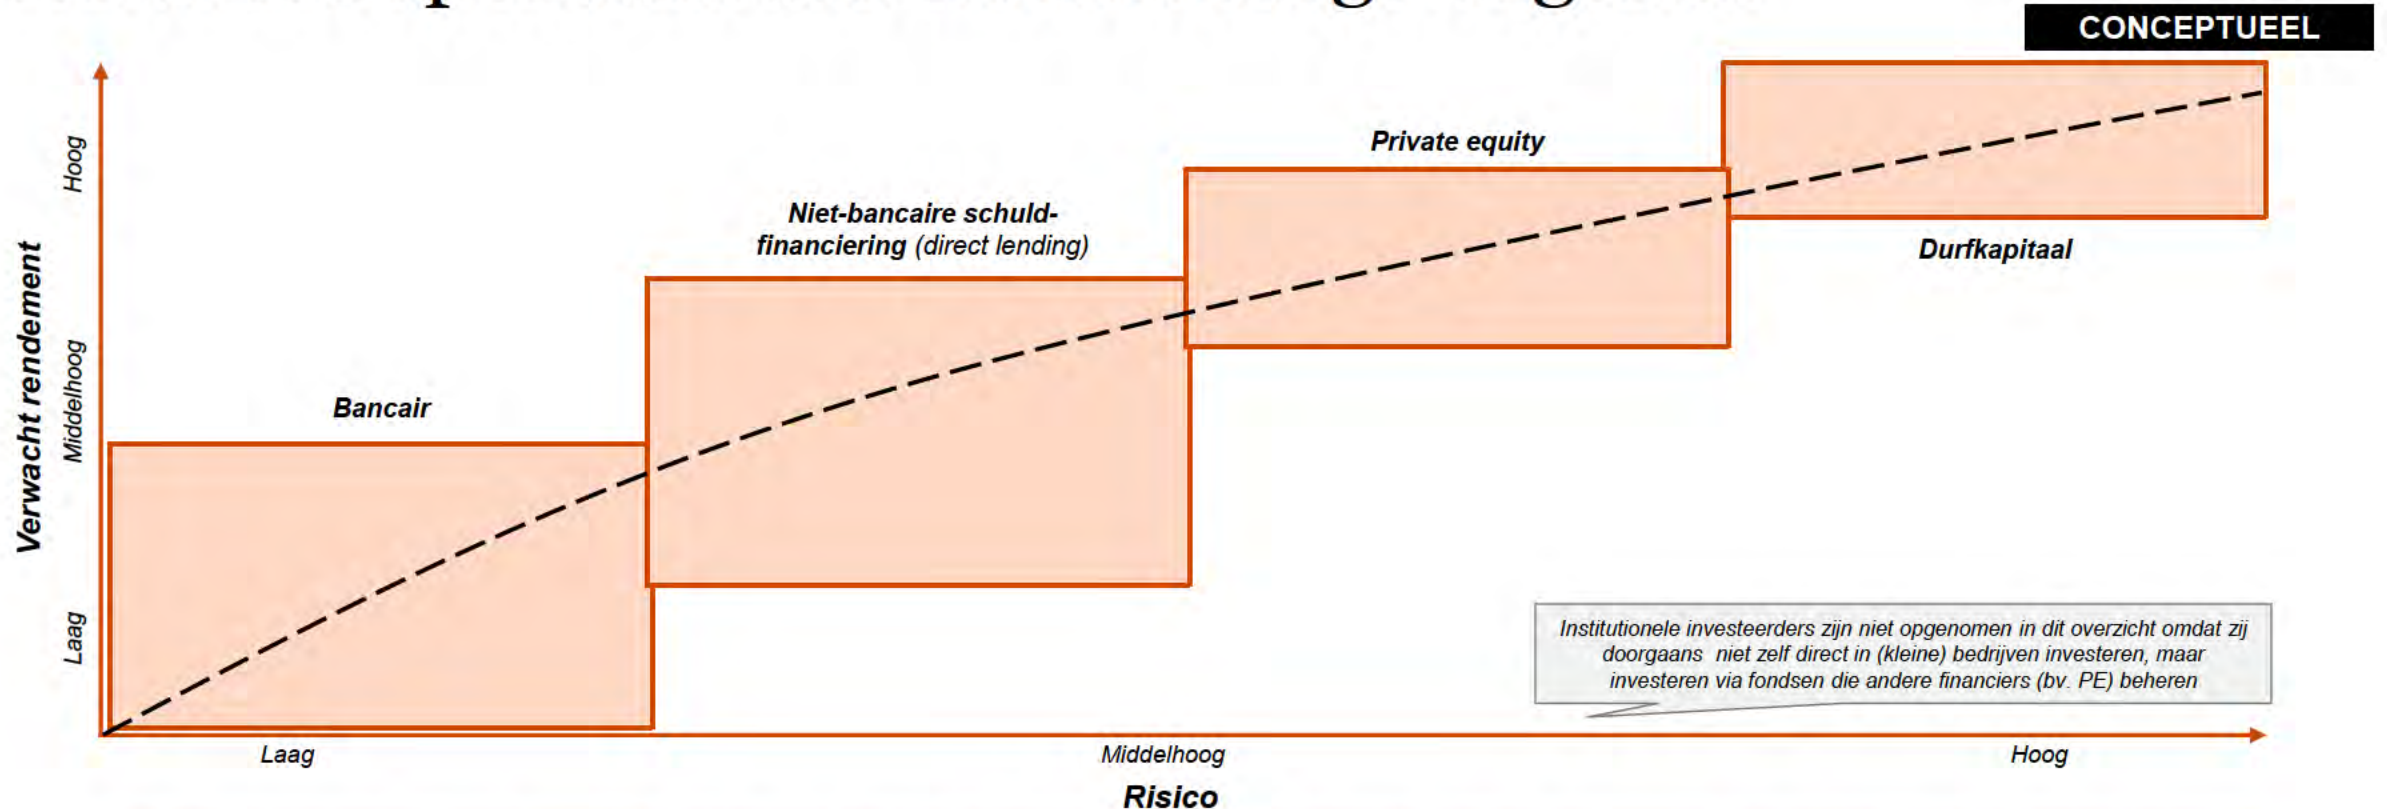 CONCEPTUEEL
Verwacht rendement
Hoog
Middelhoog
Laag
Bancair
Niet-bancaire schuld-
financiering (direct lending)
Private equity
Durfkapitaal
Institutionele investeerders zijn niet opgenomen in dit overzicht omdat zij
doorgaans niet zelf direct in (kleine) bedrijven investeren, maar
investeren via fondsen die andere financiers (bv. PE) beheren
Laag
Middelhoog
Hoog
Risico